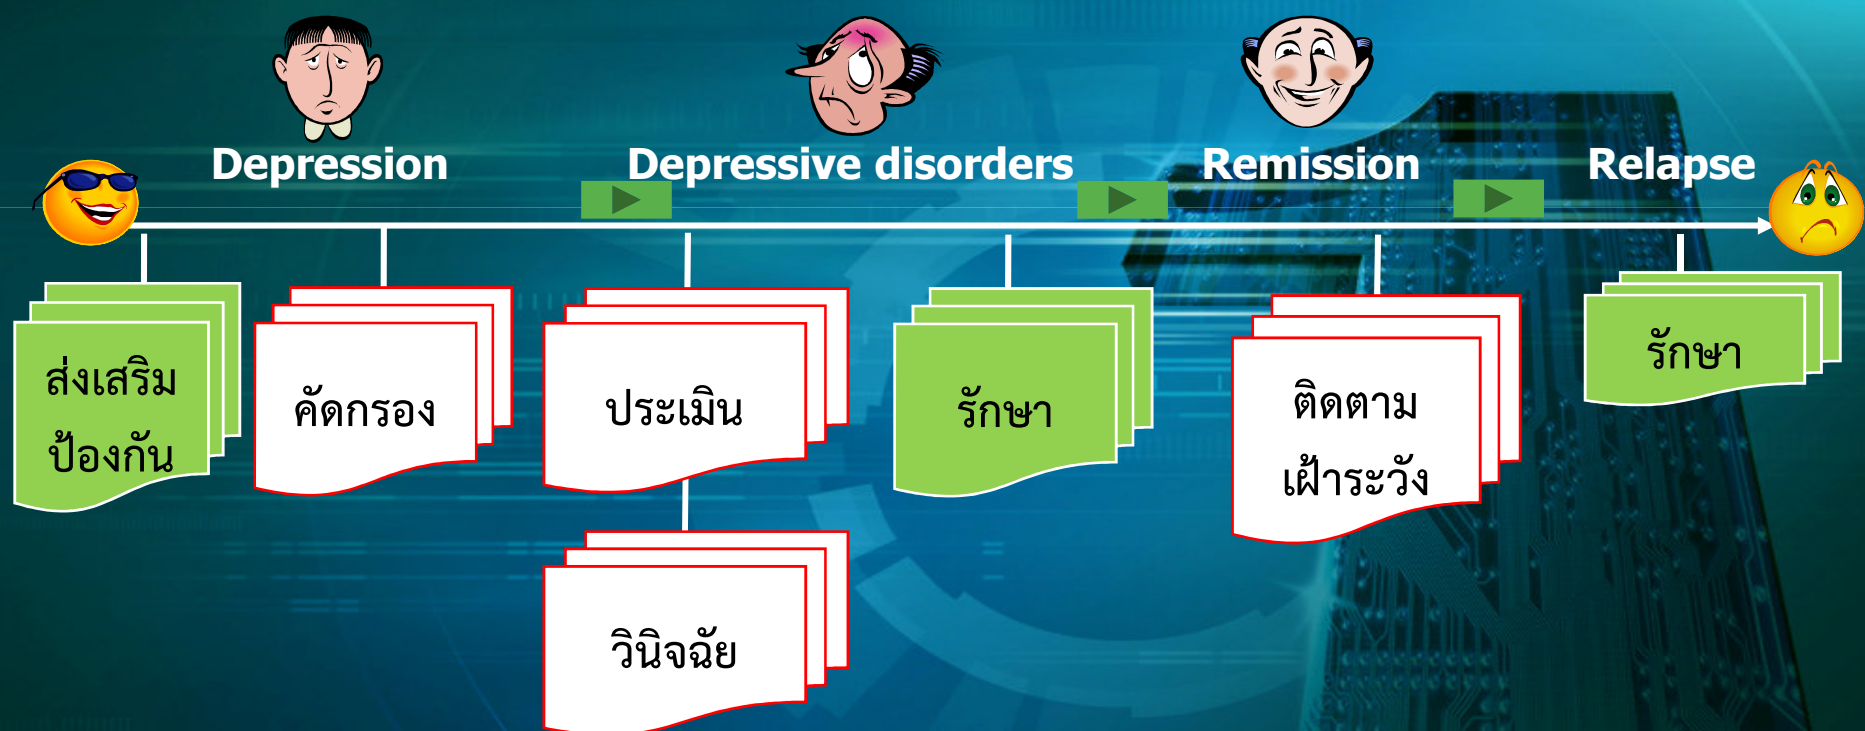 Depression
Depressive disorders
Remission
Relapse
ส่งเสริม
ป้องกัน
คัดกรอง
ประเมิน
รักษา
ติดตาม
เฝ้าระวัง
รักษา
วินิจฉัย